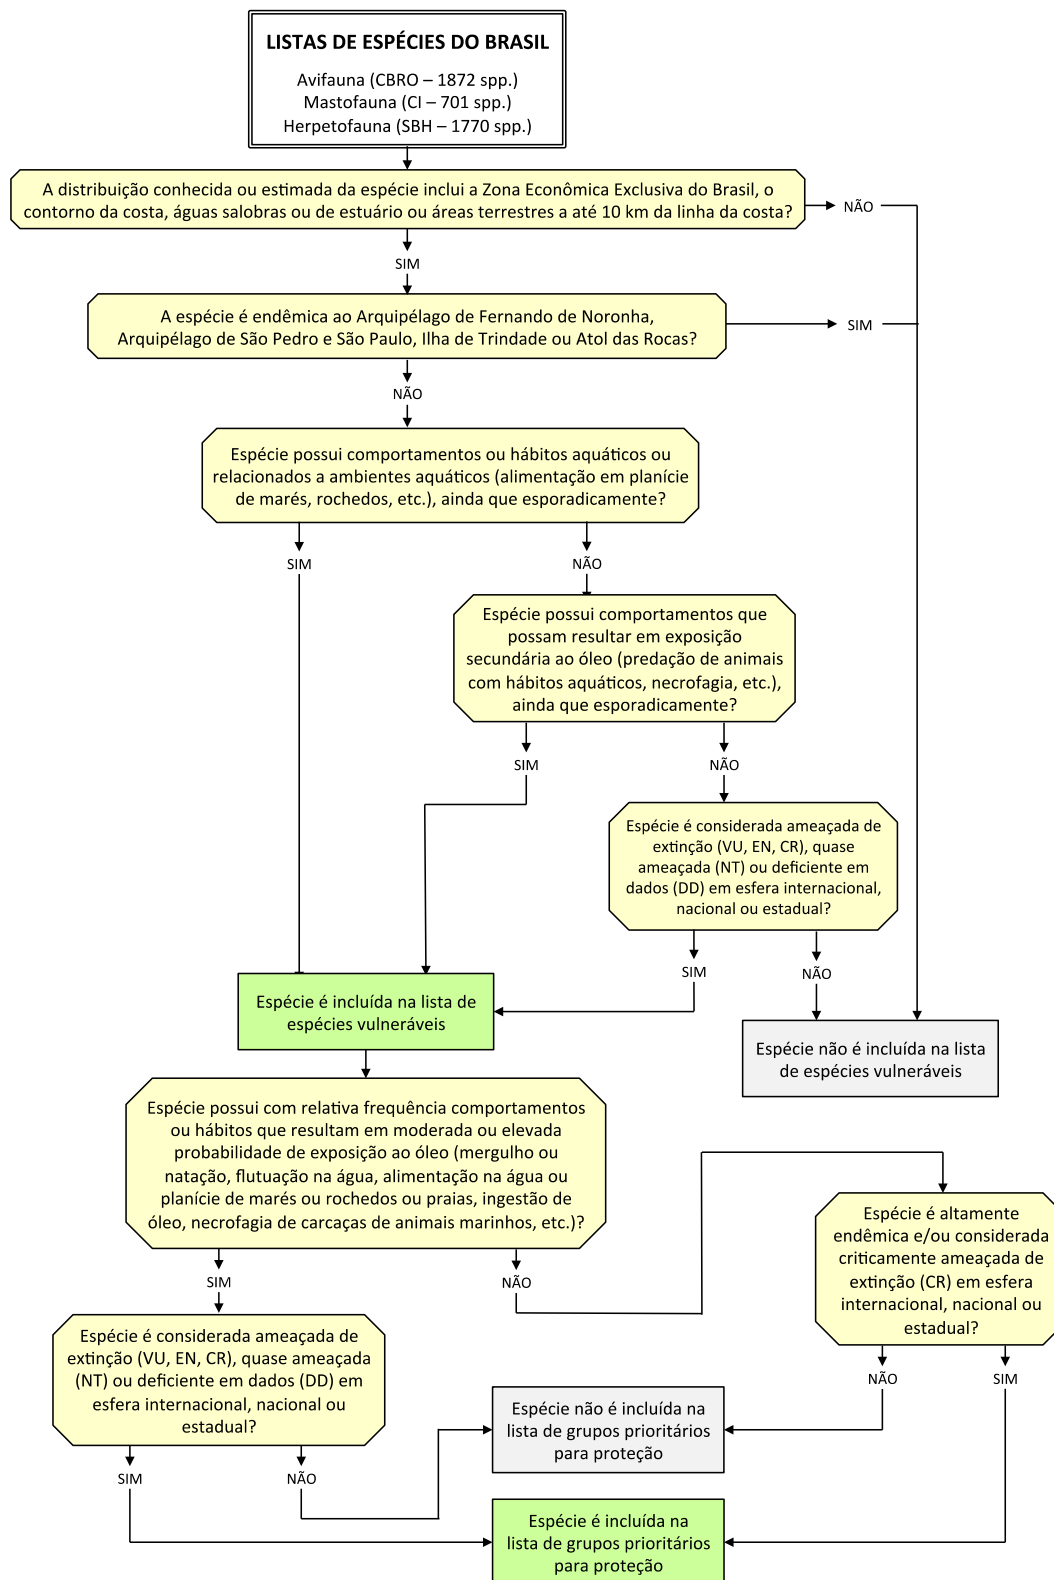 LISTAS DE ESPÉCIES DO BRASIL
Avifauna (CBRO – 1872 spp.)
Mastofauna (CI – 701 spp.)
Herpetofauna (SBH – 1770 spp.)
A distribuição conhecida ou estimada da espécie inclui a Zona Econômica Exclusiva do Brasil, o
contorno da costa, águas salobras ou de estuário ou áreas terrestres a até 10 km da linha da costa?
NÃO
SIM
A espécie é endêmica ao Arquipélago de Fernando de Noronha,
Arquipélago de São Pedro e São Paulo, Ilha de Trindade ou Atol das Rocas?
SIM
NÃO
Espécie possui comportamentos ou hábitos aquáticos ou
relacionados a ambientes aquáticos (alimentação em planície
de marés, rochedos, etc.), ainda que esporadicamente?
SIM
NÃO
Espécie possui comportamentos que
possam resultar em exposição
secundária ao óleo (predação de animais
com hábitos aquáticos, necrofagia, etc.),
ainda que esporadicamente?
SIM
NÃO
Espécie é considerada ameaçada de
extinção (VU, EN, CR), quase
ameaçada (NT) ou deficiente em
dados (DD) em esfera internacional,
nacional ou estadual?
SIM
NÃO
Espécie é incluída na lista de
espécies vulneráveis
Espécie não é incluída na lista
de espécies vulneráveis
Espécie possui com relativa frequência comportamentos
ou hábitos que resultam em moderada ou elevada
probabilidade de exposição ao óleo (mergulho ou
natação, flutuação na água, alimentação na água ou
planície de marés ou rochedos ou praias, ingestão de
óleo, necrofagia de carcaças de animais marinhos, etc.)?
SIM
NÃO
Espécie é altamente
endêmica e/ou considerada
criticamente ameaçada de
extinção (CR) em esfera
internacional, nacional ou
estadual?
NÃO
SIM
Espécie é considerada ameaçada de
extinção (VU, EN, CR), quase ameaçada
(NT) ou deficiente em dados (DD) em
esfera internacional, nacional ou
estadual?
SIM
NÃO
Espécie não é incluída na
lista de grupos prioritários
para proteção
Espécie é incluída na
lista de grupos prioritários
para proteção